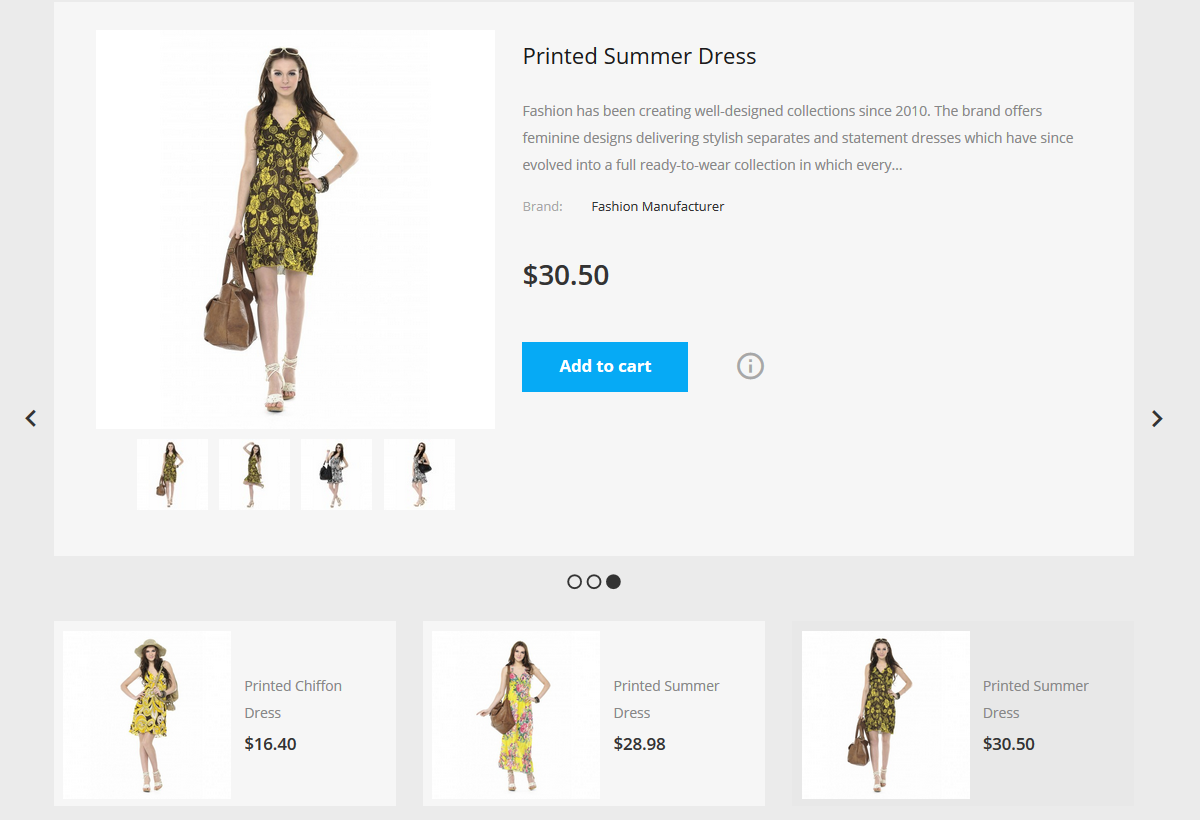 Printed Summer Dress
Fashion has been creating well-designed collections since 2010. The brand offers
feminine designs delivering stylish separates and statement dresses which have since
evolved into a full ready-to-wear collection in which every...
Brand: Fashion Manufacturer
$30.50
Add to cart
Printed Chiffon
Dress
$16.40
Printed Summer
Dress
$28.98
Printed Summer
Dress
$30.50